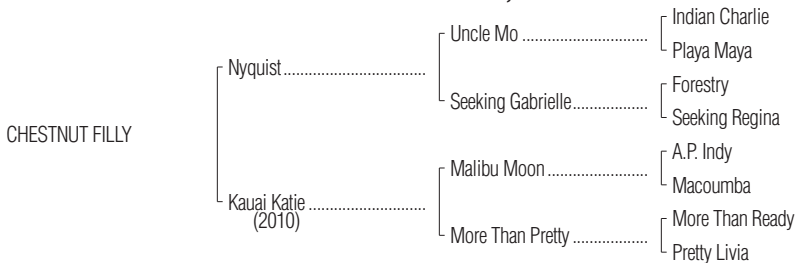 Indian Charlie
Uncle Mo ..............................
Playa Maya
Nyquist..................................
Forestry
Seeking Gabrielle..................
Seeking Regina
CHESTNUT FILLY
A.P. Indy
Malibu Moon ........................
Macoumba
Kauai Katie ............................
(2010)
More Than Ready
More Than Pretty ..................
Pretty Livia